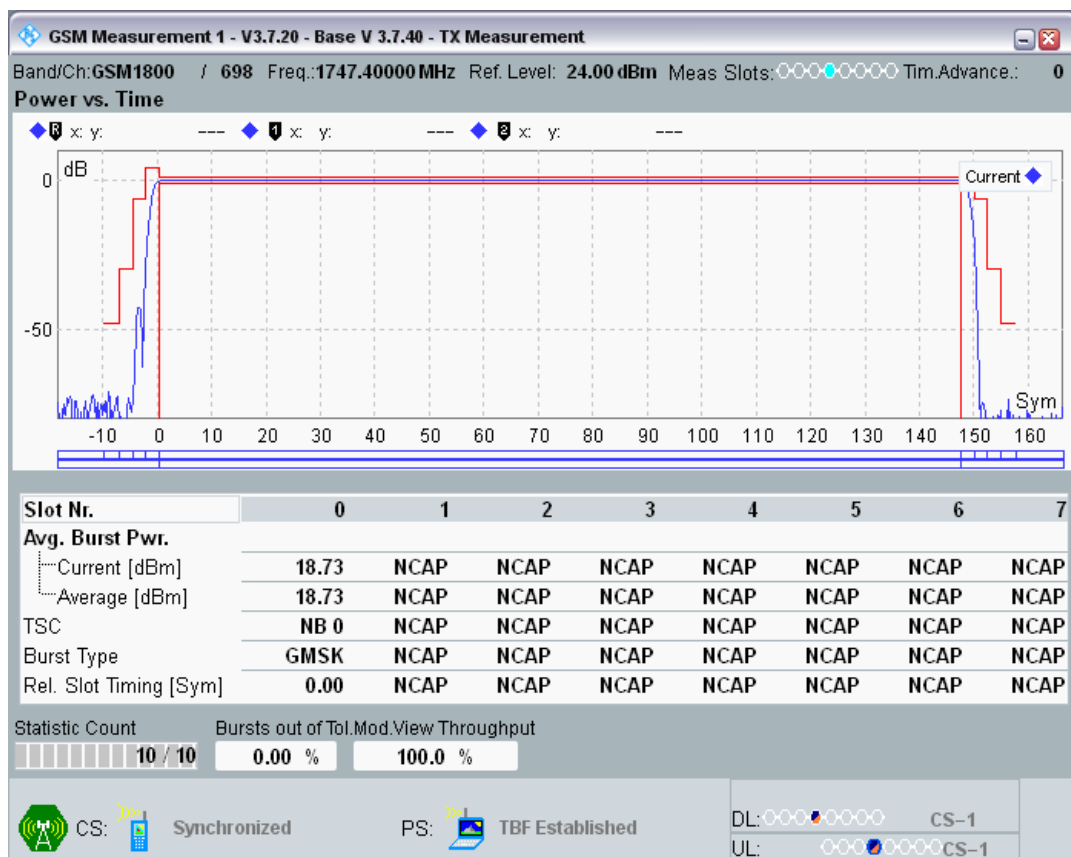 GSM Measurement 1 - V3.7.20 - Base V 3.7.40 - TX Measurement
Band/Ch:GSM1800 / 698 Freq.:1747.40000 MHz Ref. Level: 24.00 dBm Meas Slots: Tim.Advance.: 0
Power vs. Time
R x: y: --- 1 x: y: --- 2 x: y: ---
dB
Current
0
-50
Sym
-10 0 10 20 30 40 50 60 70 80 90 100 110 120 130 140 150 160
Slot Nr. 0 1 2 3 4 5 6 7
Avg. Burst Pwr.
Current [dBm] 18.73 NCAP NCAP NCAP NCAP NCAP NCAP NCAP
Average [dBm] 18.73 NCAP NCAP NCAP NCAP NCAP NCAP NCAP
TSC NB 0 NCAP NCAP NCAP NCAP NCAP NCAP NCAP
Burst Type GMSK NCAP NCAP NCAP NCAP NCAP NCAP NCAP
Rel. Slot Timing [Sym] 0.00 NCAP NCAP NCAP NCAP NCAP NCAP NCAP
Statistic Count Bursts out of Tol.Mod.View Throughput
10 / 10 0.00 % 100.0 %
CS: Synchronized PS: TBF Established DL: CS-1
UL: CS-1